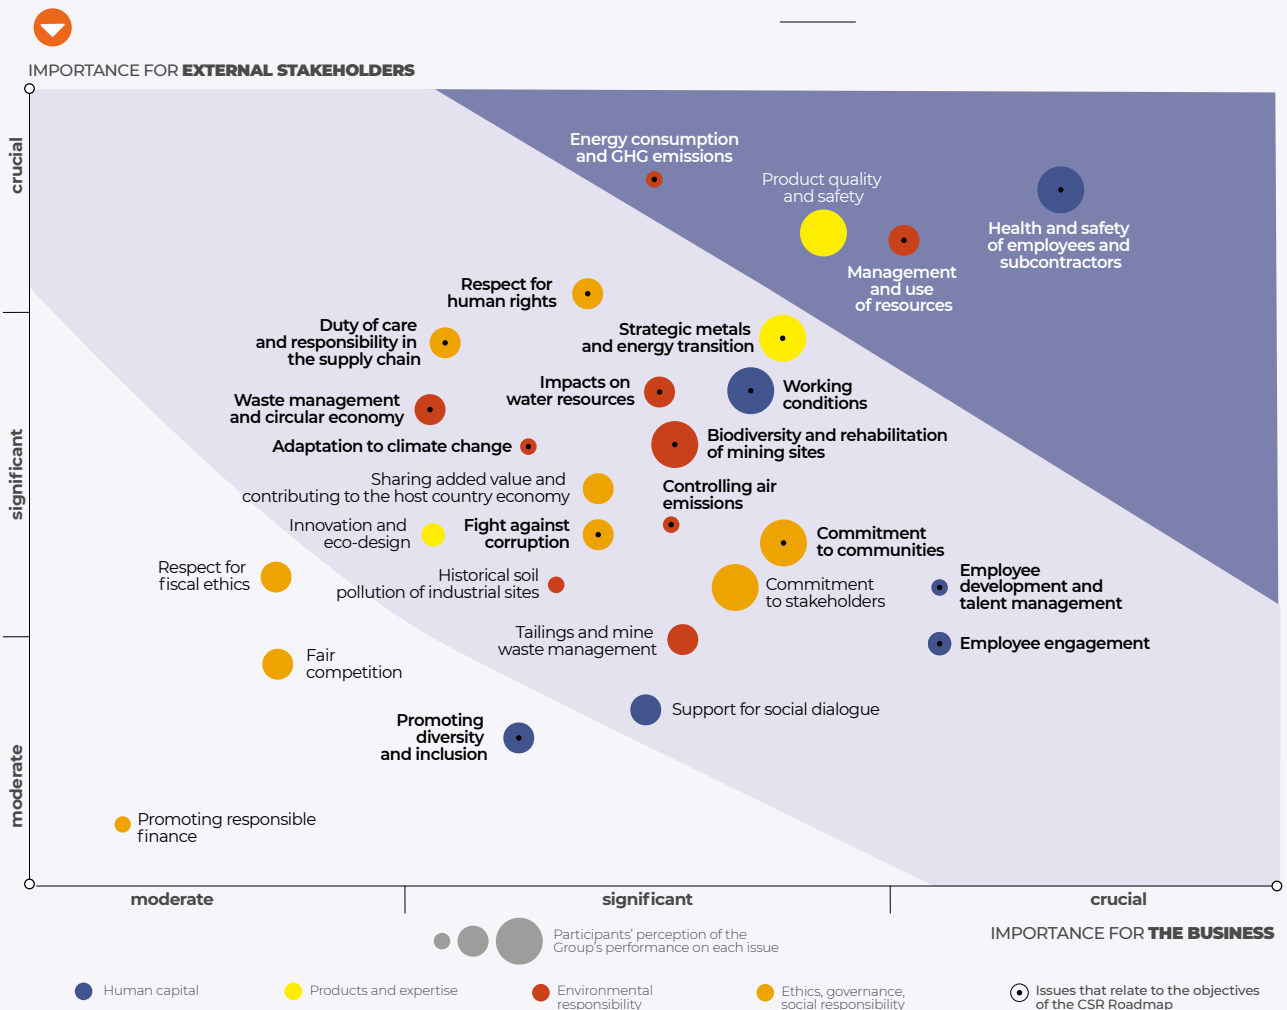 IMPORTANCE FOR EXTERNAL STAKEHOLDERS
crucial
significant
moderate
Energy consumption
and GHG emissions
Product quality
and safety
Health and safety
of employees and
subcontractors
Management
and use
of resources
Respect for
human rights
Duty of care
and responsibility in
the supply chain
Strategic metals
and energy transition
Impacts on
water resources
Working
conditions
Waste management
and circular economy
Adaptation to climate change
Biodiversity and rehabilitation
of mining sites
Sharing added value and
contributing to the host country economy
Controlling air
emissions
Innovation and
eco-design
Fight against
corruption
Commitment
to communities
Respect for
fiscal ethics
Historical soil
pollution of industrial sites
Commitment
to stakeholders
Employee
development and
talent management
Tailings and mine
waste management
Employee engagement
Fair
competition
Support for social dialogue
Promoting
diversity
and inclusion
Promoting responsible
finance
moderate
significant
crucial
IMPORTANCE FOR THE BUSINESS
Participants' perception of the
Group's performance on each issue
Human capital
Products and expertise
Environmental
responsibility
Ethics, governance,
social responsibility
Issues that relate to the objectives
of the CSR Roadmap